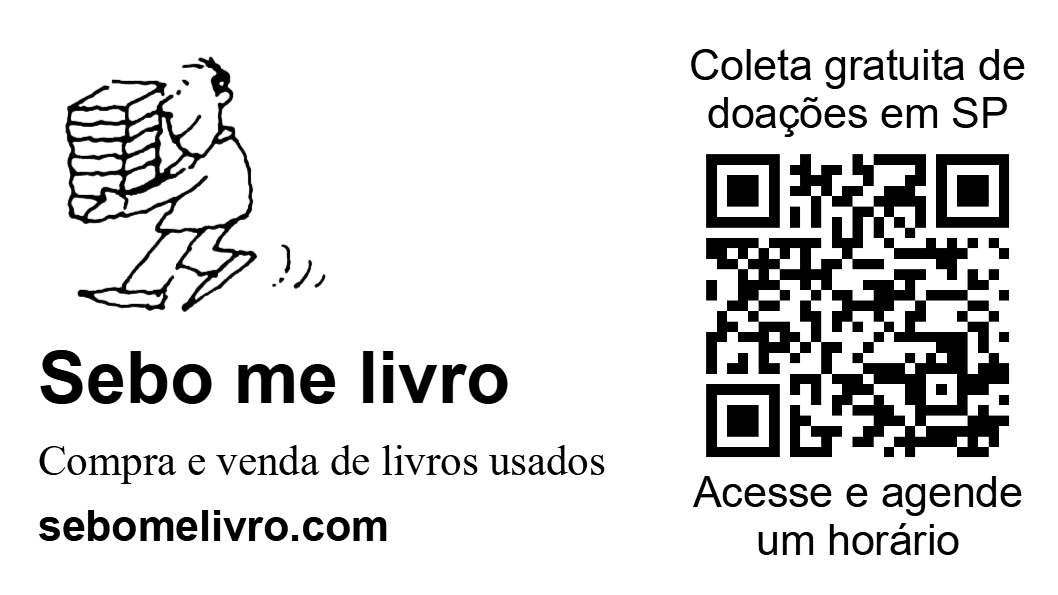 Sebo me livro
Compra e venda de livros usados
sebomelivro.com
Coleta gratuita de
doações em SP
Acesse e agende
um horário